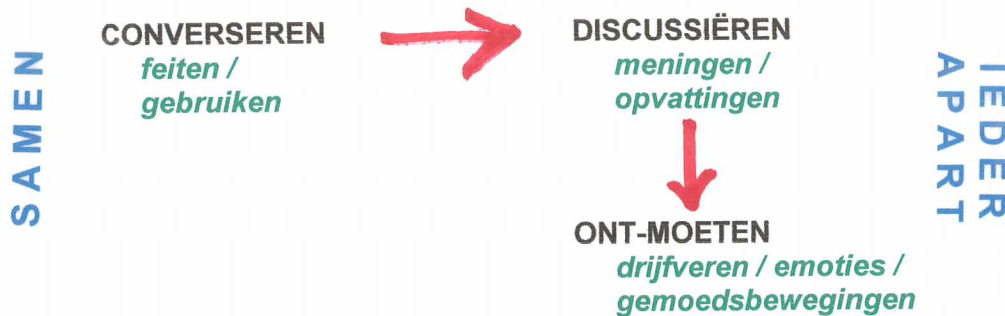 SAMEN
CONVERSEREN
feiten /
gebruiken
DISCUSSIËREN
meningen /
opvattingen
ONT-MOETEN
drijfveren / emoties /
gemoedsbewegingen
IEDER
APART